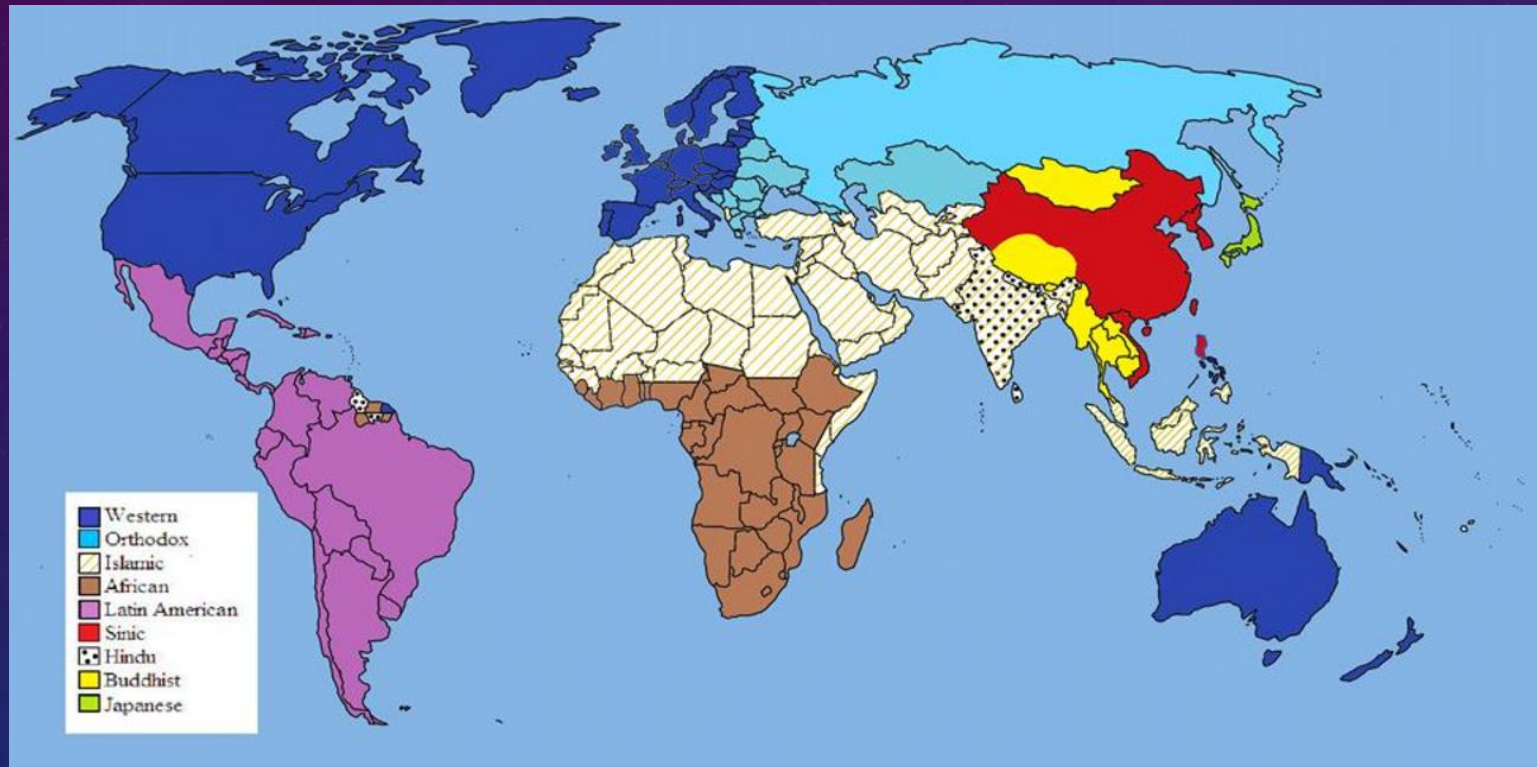 Western
Orthodox
Islamic
African
Latin American
Sinic
Hindu
Buddhist
Japanese